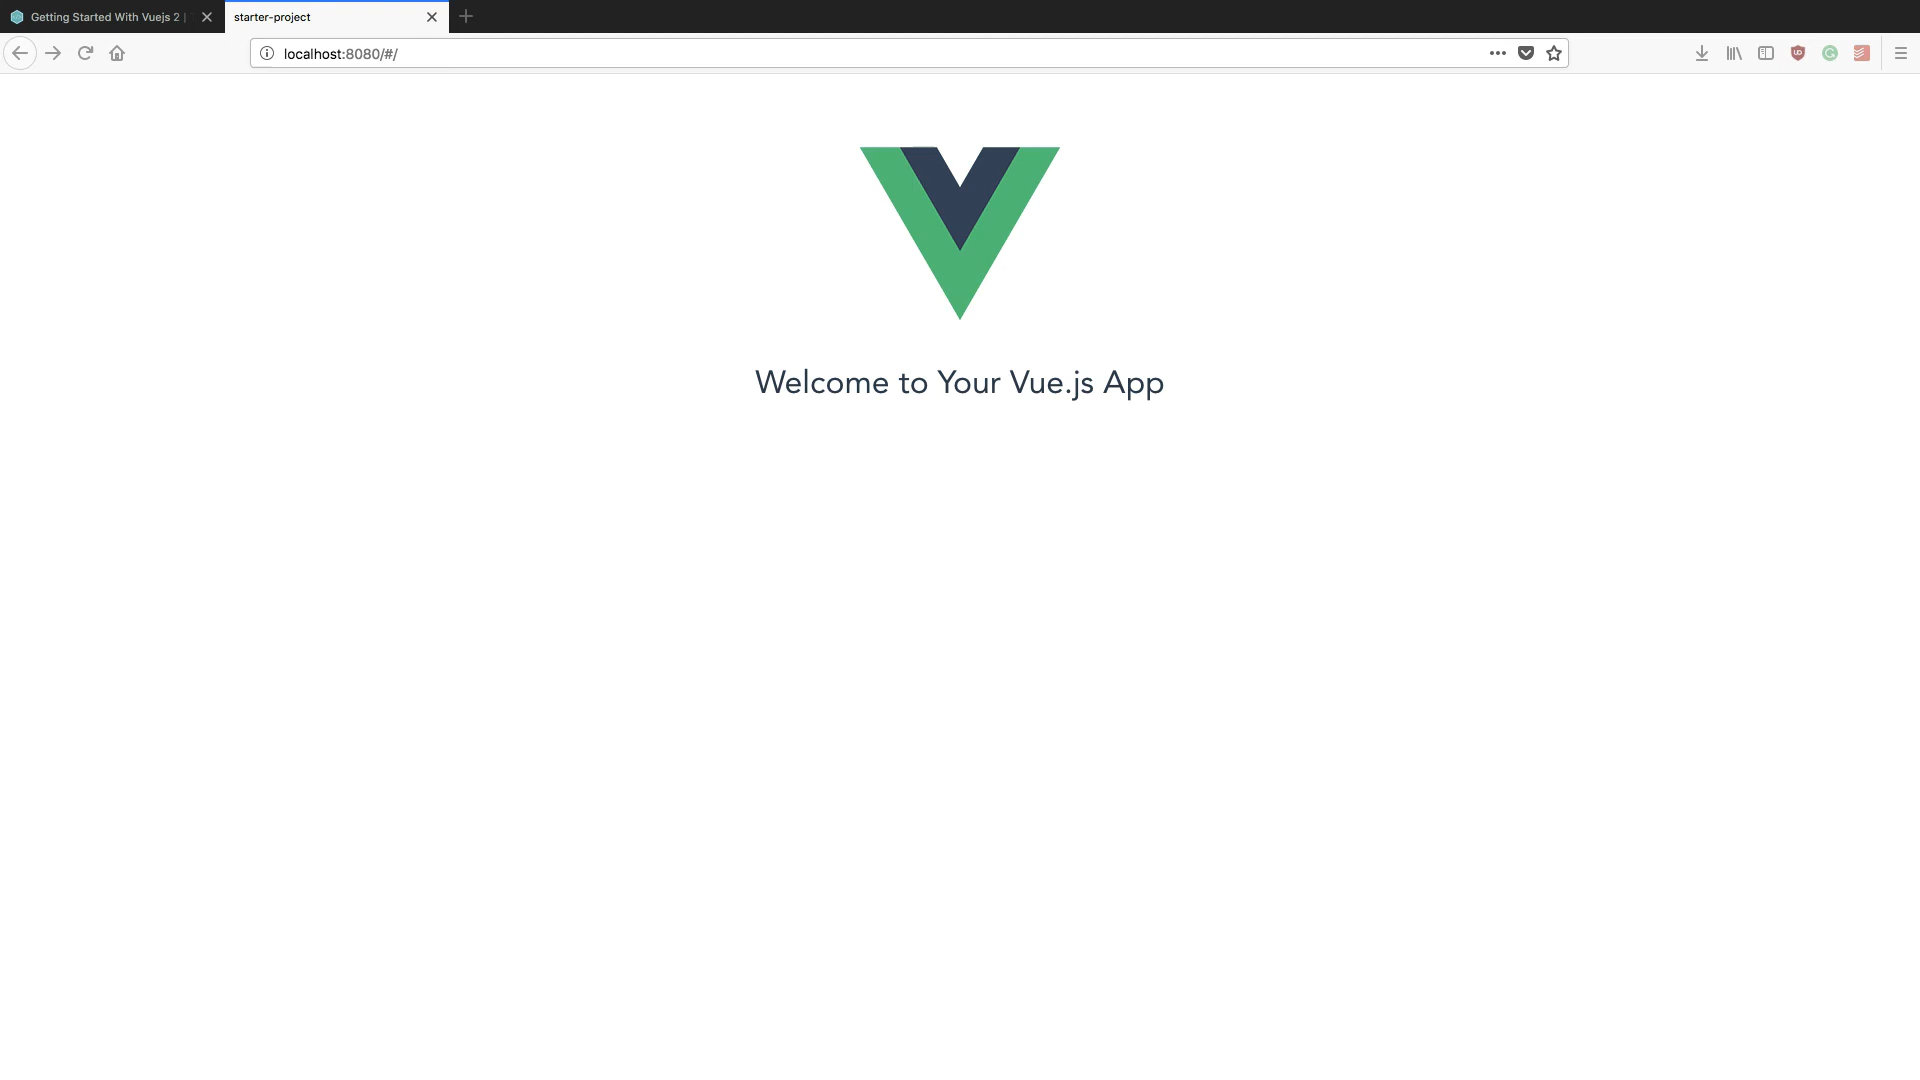 Getting Started With Vuejs 2 |
starter-project
localhost:8080/#/
Welcome to Your Vue.js App